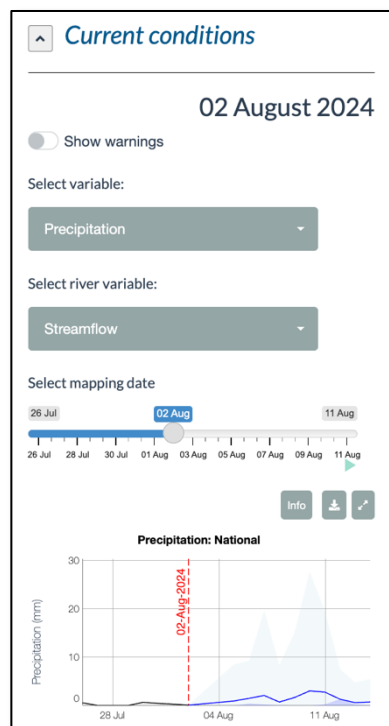 Current conditions
02 August 2024
Show warnings
Select variable:
Precipitation
Select river variable:
Streamflow
Select mapping date
26 Jul 02 Aug 11 Aug
26 Jul 28 Jul 30 Jul 01 Aug 03 Aug 05 Aug 07 Aug 09 Aug 11 Aug
Info
Precipitation: National
Precipitation (mm)
30
20
10
0
02-Aug-2024
28 Jul 04 Aug 11 Aug